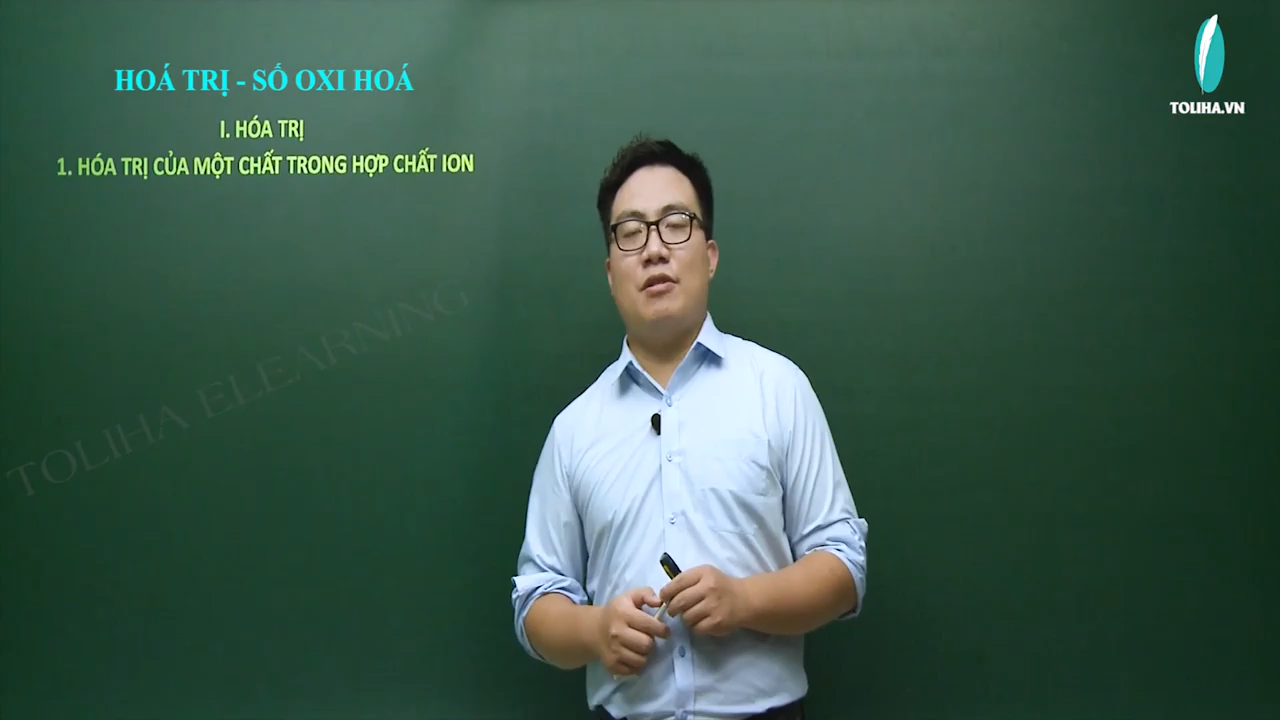 HOÁ TRỊ - SỐ OXI HOÁ
I. HÓA TRỊ
1. HÓA TRỊ CỦA MỘT CHẤT TRONG HỢP CHẤT ION
TOLIHA.VN
TOLIHA ELEARNING